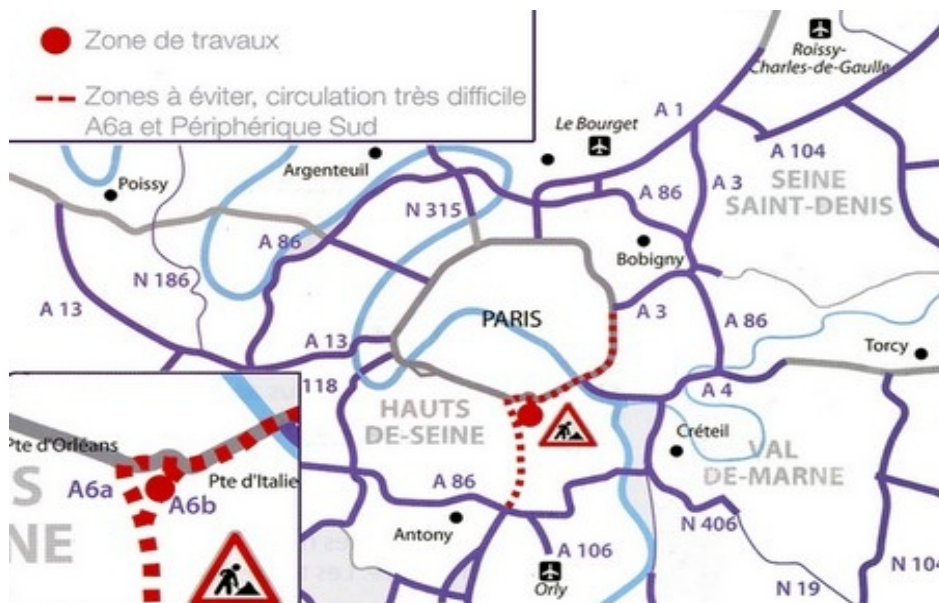 Zone de travaux
Zones à éviter, circulation très difficile
A6a et Périphérique Sud
Roissy-
Charles-de-Gaulle
A 1
Le Bourget
A 104
Argenteuil
Poissy
A 86
A 3
SEINE
SAINT-DENIS
N 315
A 86
Bobigny
N 186
A 13
A 3
PARIS
A 86
A 13
Torcy
118
A 4
HAUTS
DE-SEINE
Créteil
VAL
DE-MARNE
Pte d'Orléans
Pte d'Italie
A6a
A6b
S
NE
A 86
Antony
N 406
A 106
Orly
N 19
N 104